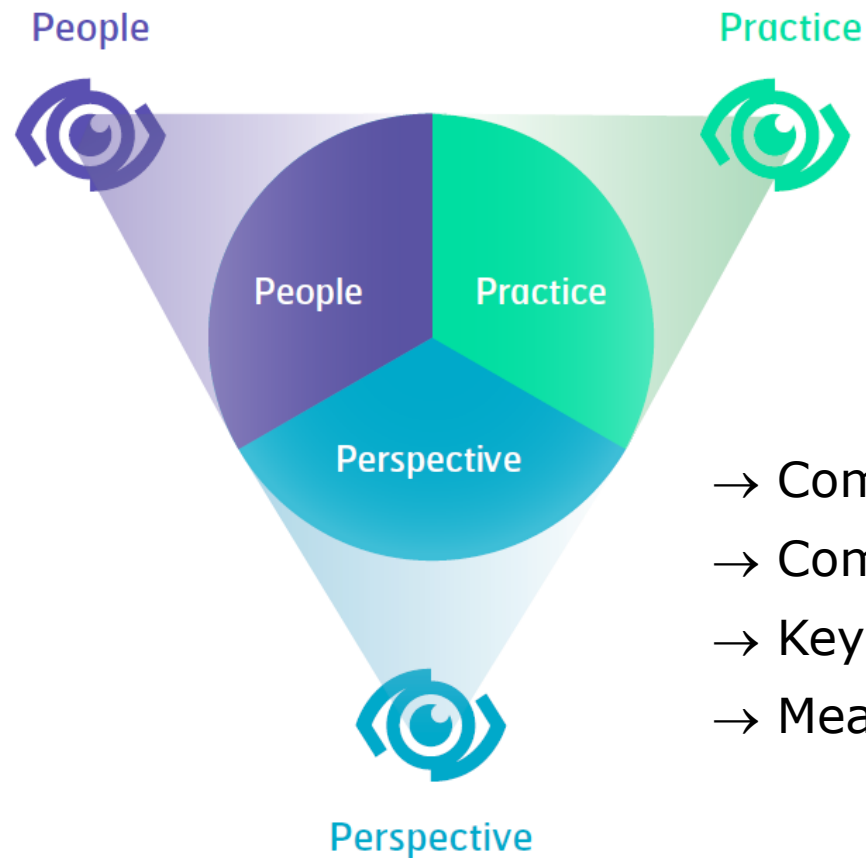 People
Practice
People
Practice
Perspective
→ Com
→ Com
→ Key
→ Mea
Perspective